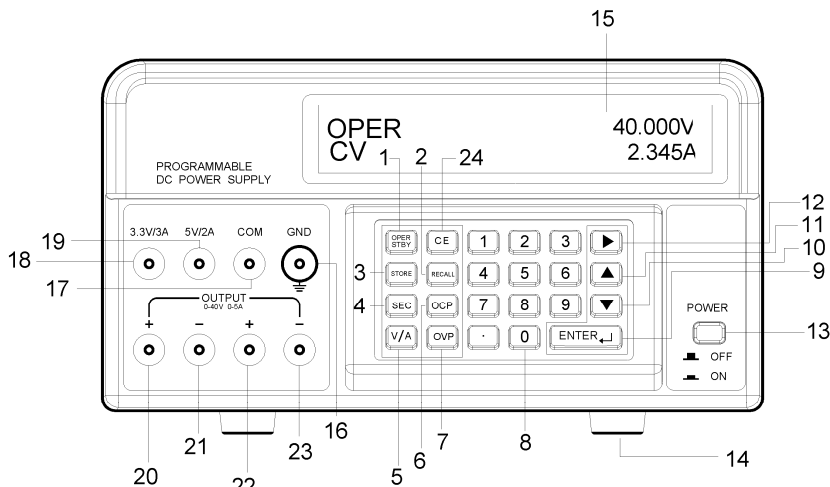 15
OPER 40.000V
CV 2.345A
1 2 24
PROGRAMMABLE
DC POWER SUPPLY
12
11
10
9
19
18
17
3.3V/3A 5V/2A COM GND
OPER
STBY
CE 1 2 3 ▶
3
STORE RECALL 4 5 6 ▲
4
SEC OCP 7 8 9 ▼
V/A OVP . 0 ENTER ↵
OUTPUT
0-40V 0-5A
+ − + −
POWER
13
OFF
ON
20 21 22 23 16
5 6 7 8 14